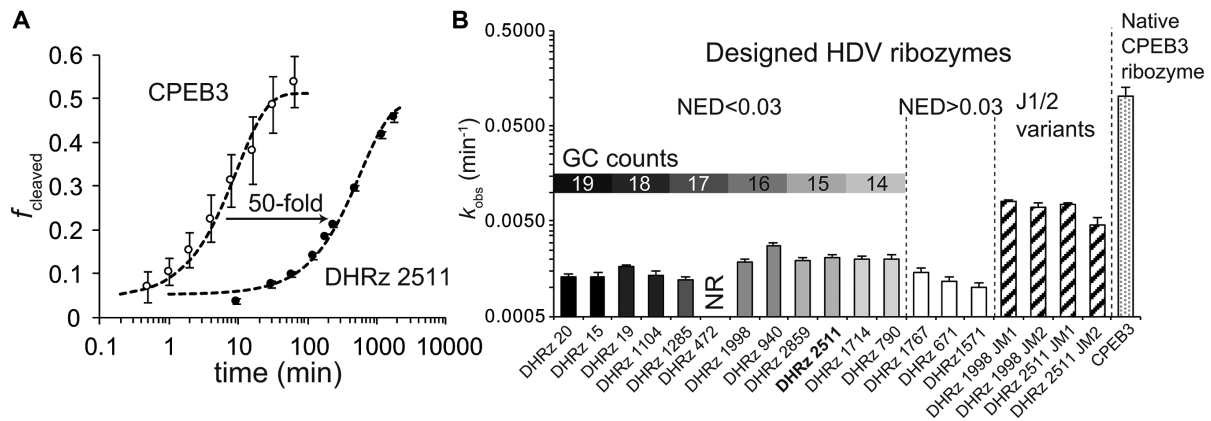 A
0.6
0.5
0.4
0.3
0.2
0.1
0
f cleaved
CPEB3
50-fold
DHRz 2511
0.1
1
10
100
1000
10000
time (min)
B
0.5000
0.0500
0.0050
0.0005
kobs (min-1)
Designed HDV ribozymes
Native
CPEB3
ribozyme
NED<0.03
NED>0.03
J1/2
variants
GC counts
19 18 17 16 15 14
NR
DHRz 20
DHRz 15
DHRz 19
DHRz 1104
DHRz 1285
DHRz 472
DHRz 1998
DHRz 940
DHRz 2859
DHRz 2511
DHRz 1714
DHRz 790
DHRz 1767
DHRz 671
DHRz1571
DHRz 1998 JM1
DHRz 1998 JM2
DHRz 2511 JM1
DHRz 2511 JM2
CPEB3